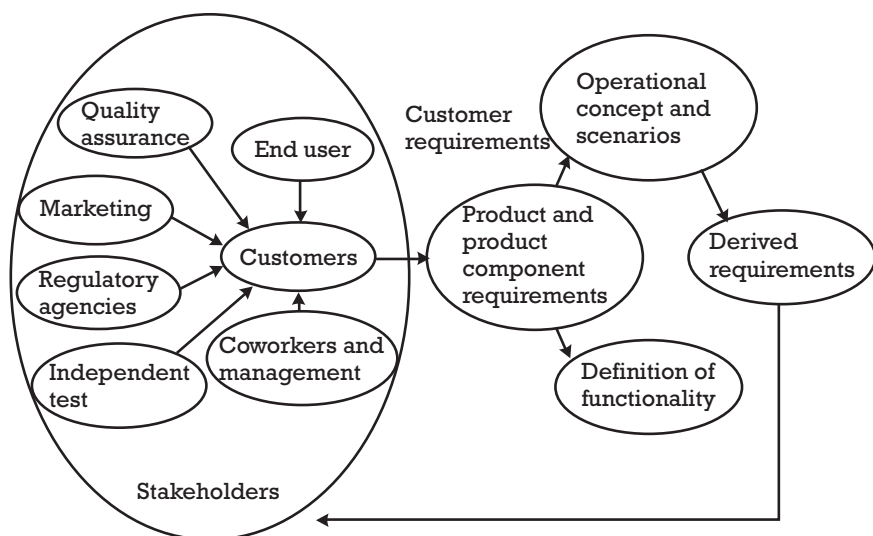 Quality
assurance
End user
Marketing
Customers
Regulatory
agencies
Coworkers and
management
Independent
test
Stakeholders
Customer
requirements
Operational
concept and
scenarios
Product and
product
component
requirements
Derived
requirements
Definition of
functionality